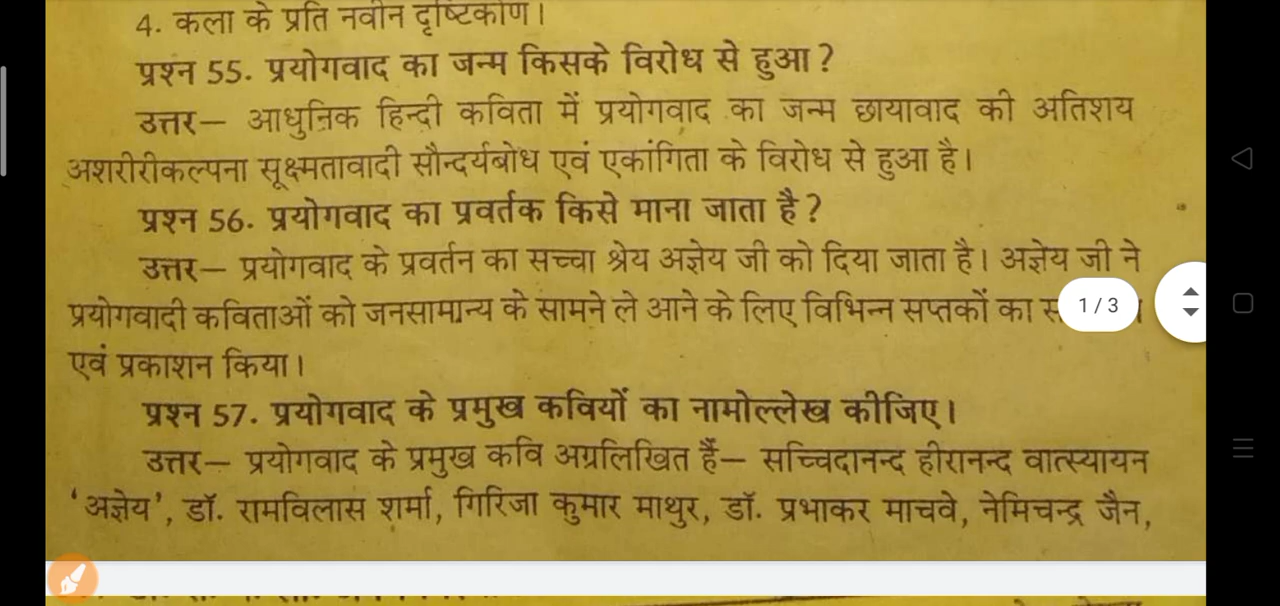 4. कला के प्रति नवीन दृष्टिकोण।
प्रश्न 55. प्रयोगवाद का जन्म किसके विरोध से हुआ?
उत्तर— आधुनिक हिन्दी कविता में प्रयोगवाद का जन्म छायावाद की अतिशय
अशरीरीकल्पना सूक्ष्मतावादी सौन्दर्यबोध एवं एकांगिता के विरोध से हुआ है।
प्रश्न 56. प्रयोगवाद का प्रवर्तक किसे माना जाता है?
उत्तर— प्रयोगवाद के प्रवर्तन का सच्चा श्रेय अज्ञेय जी को दिया जाता है। अज्ञेय जी ने
प्रयोगवादी कविताओं को जनसामान्य के सामने ले आने के लिए विभिन्न सप्तकों का
1/3
एवं प्रकाशन किया।
प्रश्न 57. प्रयोगवाद के प्रमुख कवियों का नामोल्लेख कीजिए।
उत्तर— प्रयोगवाद के प्रमुख कवि अग्रलिखित हैं— सच्चिदानन्द हीरानन्द वात्स्यायन
'अज्ञेय', डॉ. रामविलास शर्मा, गिरिजा कुमार माथुर, डॉ. प्रभाकर माचवे, नेमिचन्द्र जैन,